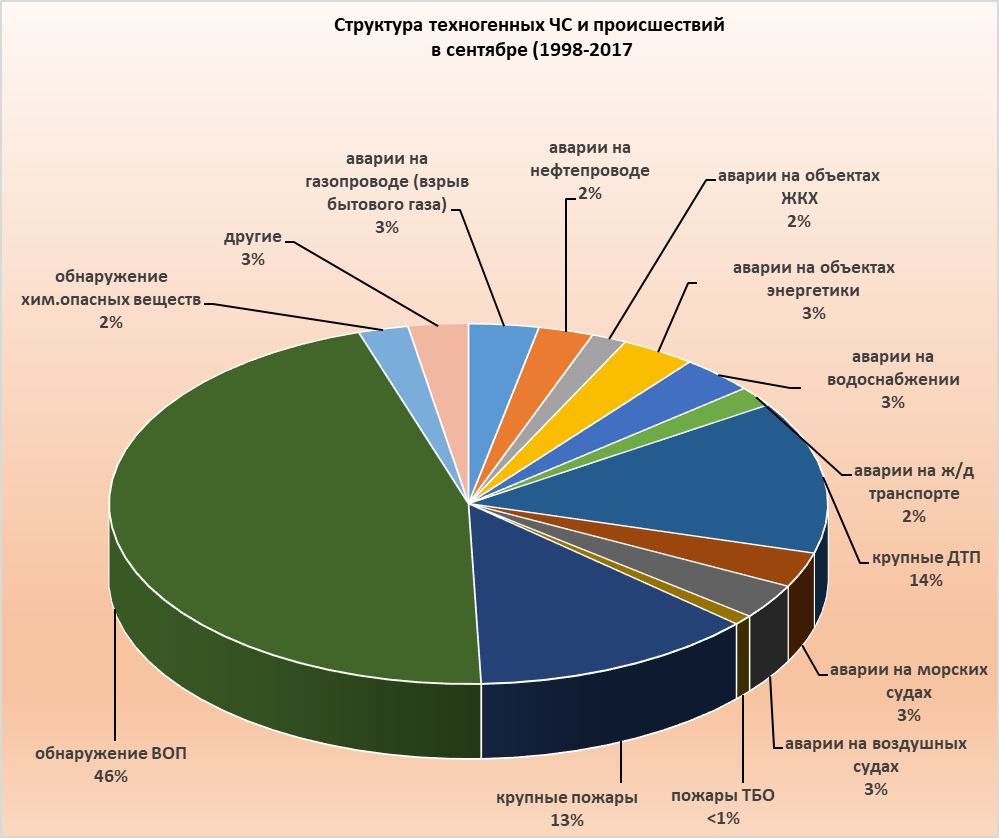 Структура техногенных ЧС и происшествий
в сентябре (1998-2017
аварии на
газопроводе (взрыв
бытового газа)
3%
аварии на
нефтепроводе
2%
аварии на объектах
ЖКХ
2%
аварии на объектах
энергетики
3%
аварии на
водоснабжении
3%
аварии на ж/д
транспорте
2%
крупные ДТП
14%
аварии на морских
судах
3%
аварии на воздушных
судах
3%
пожары ТБО
<1%
крупные пожары
13%
обнаружение ВОП
46%
обнаружение
хим.опасных веществ
2%
другие
3%